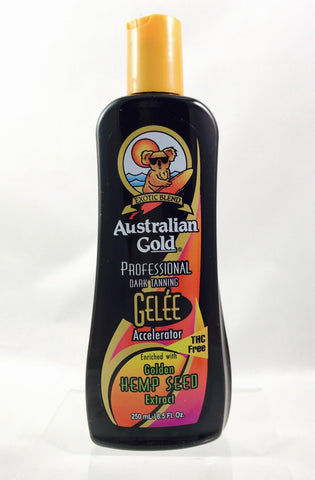 EXOTIC BLEND
Australian
Gold®
PROFESSIONAL
DARK TANNING
GELÉE
Accelerator
THC
Free
Enriched with
Golden
HEMP SEED
Extract
250 mL / 8.5 Fl. Oz.